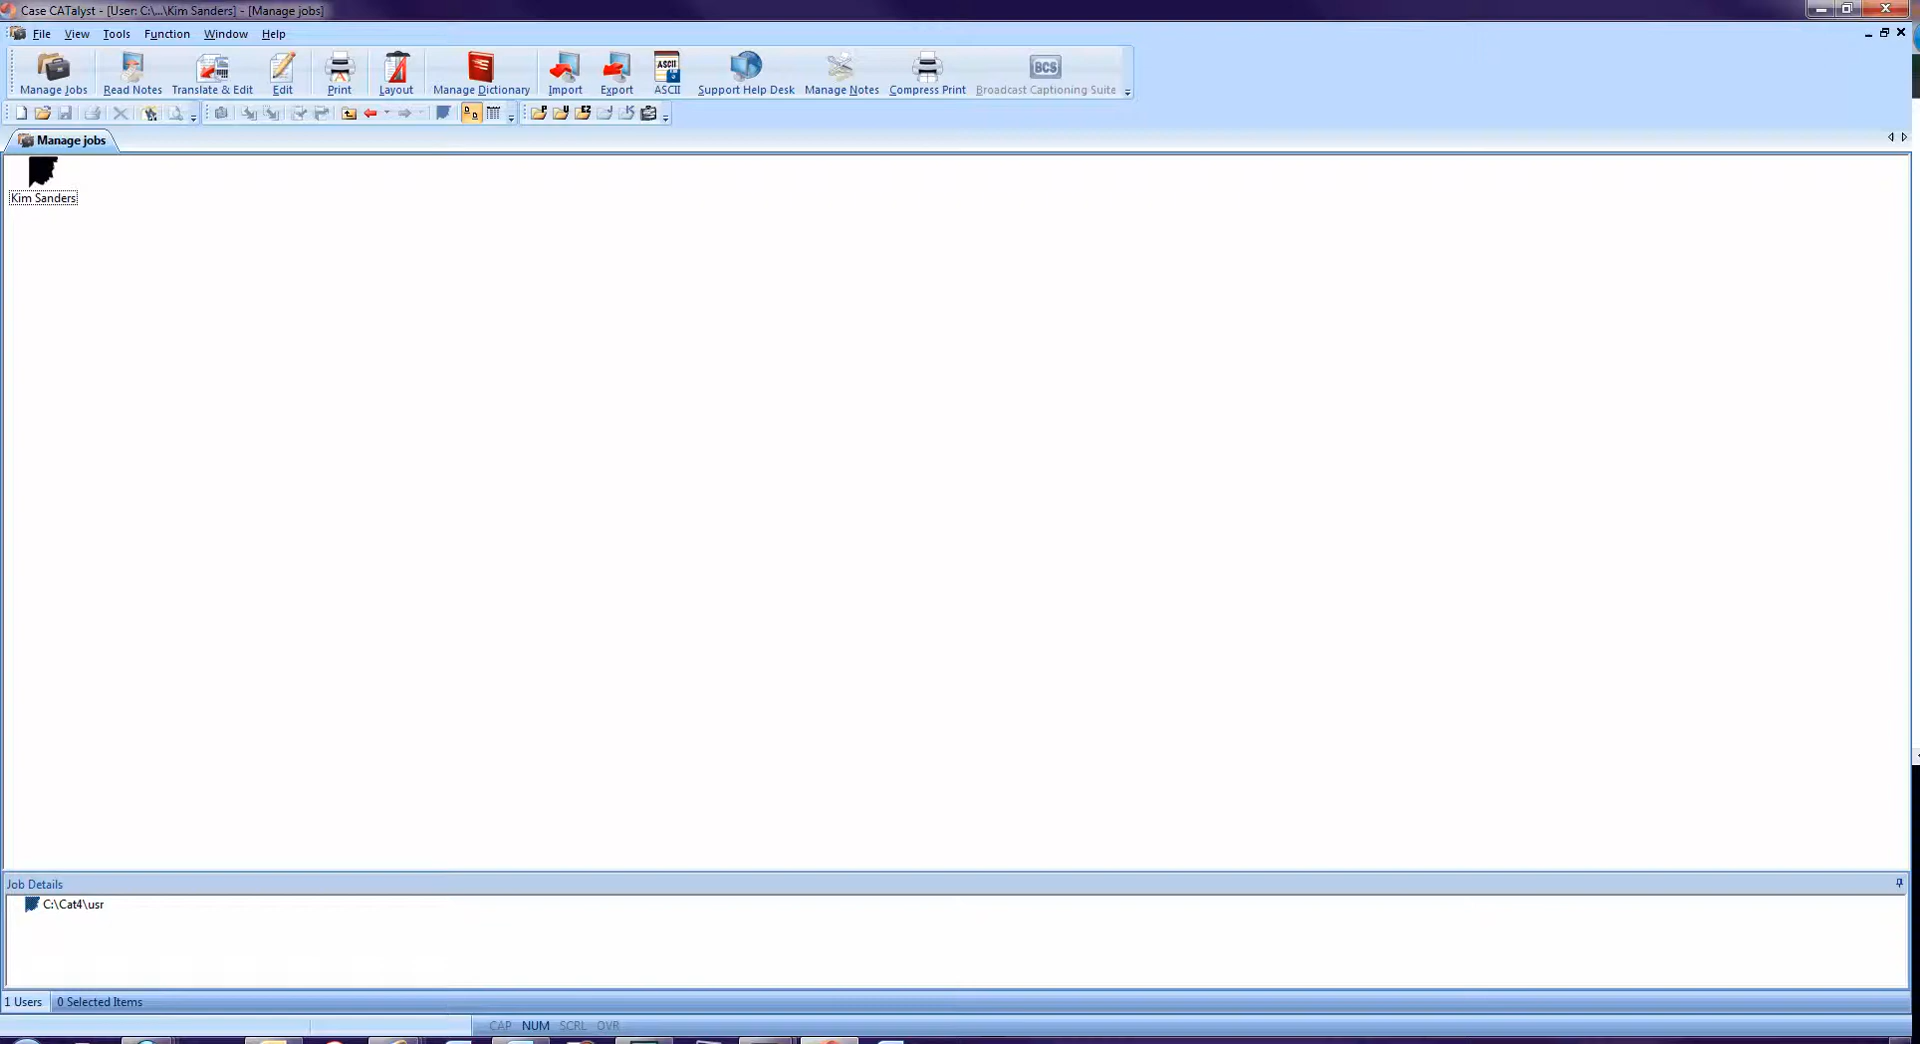 Case CATalyst - [User: C:\...\Kim Sanders] - [Manage jobs]
File View Tools Function Window Help
Manage Jobs Read Notes Translate & Edit Edit Print Layout Manage Dictionary Import Export ASCII Support Help Desk Manage Notes Compress Print BCS Broadcast Captioning Suite
ASCII
Manage jobs
Kim Sanders
Job Details
C:\Cat4\usr
1 Users 0 Selected Items
CAP NUM SCRL OVR